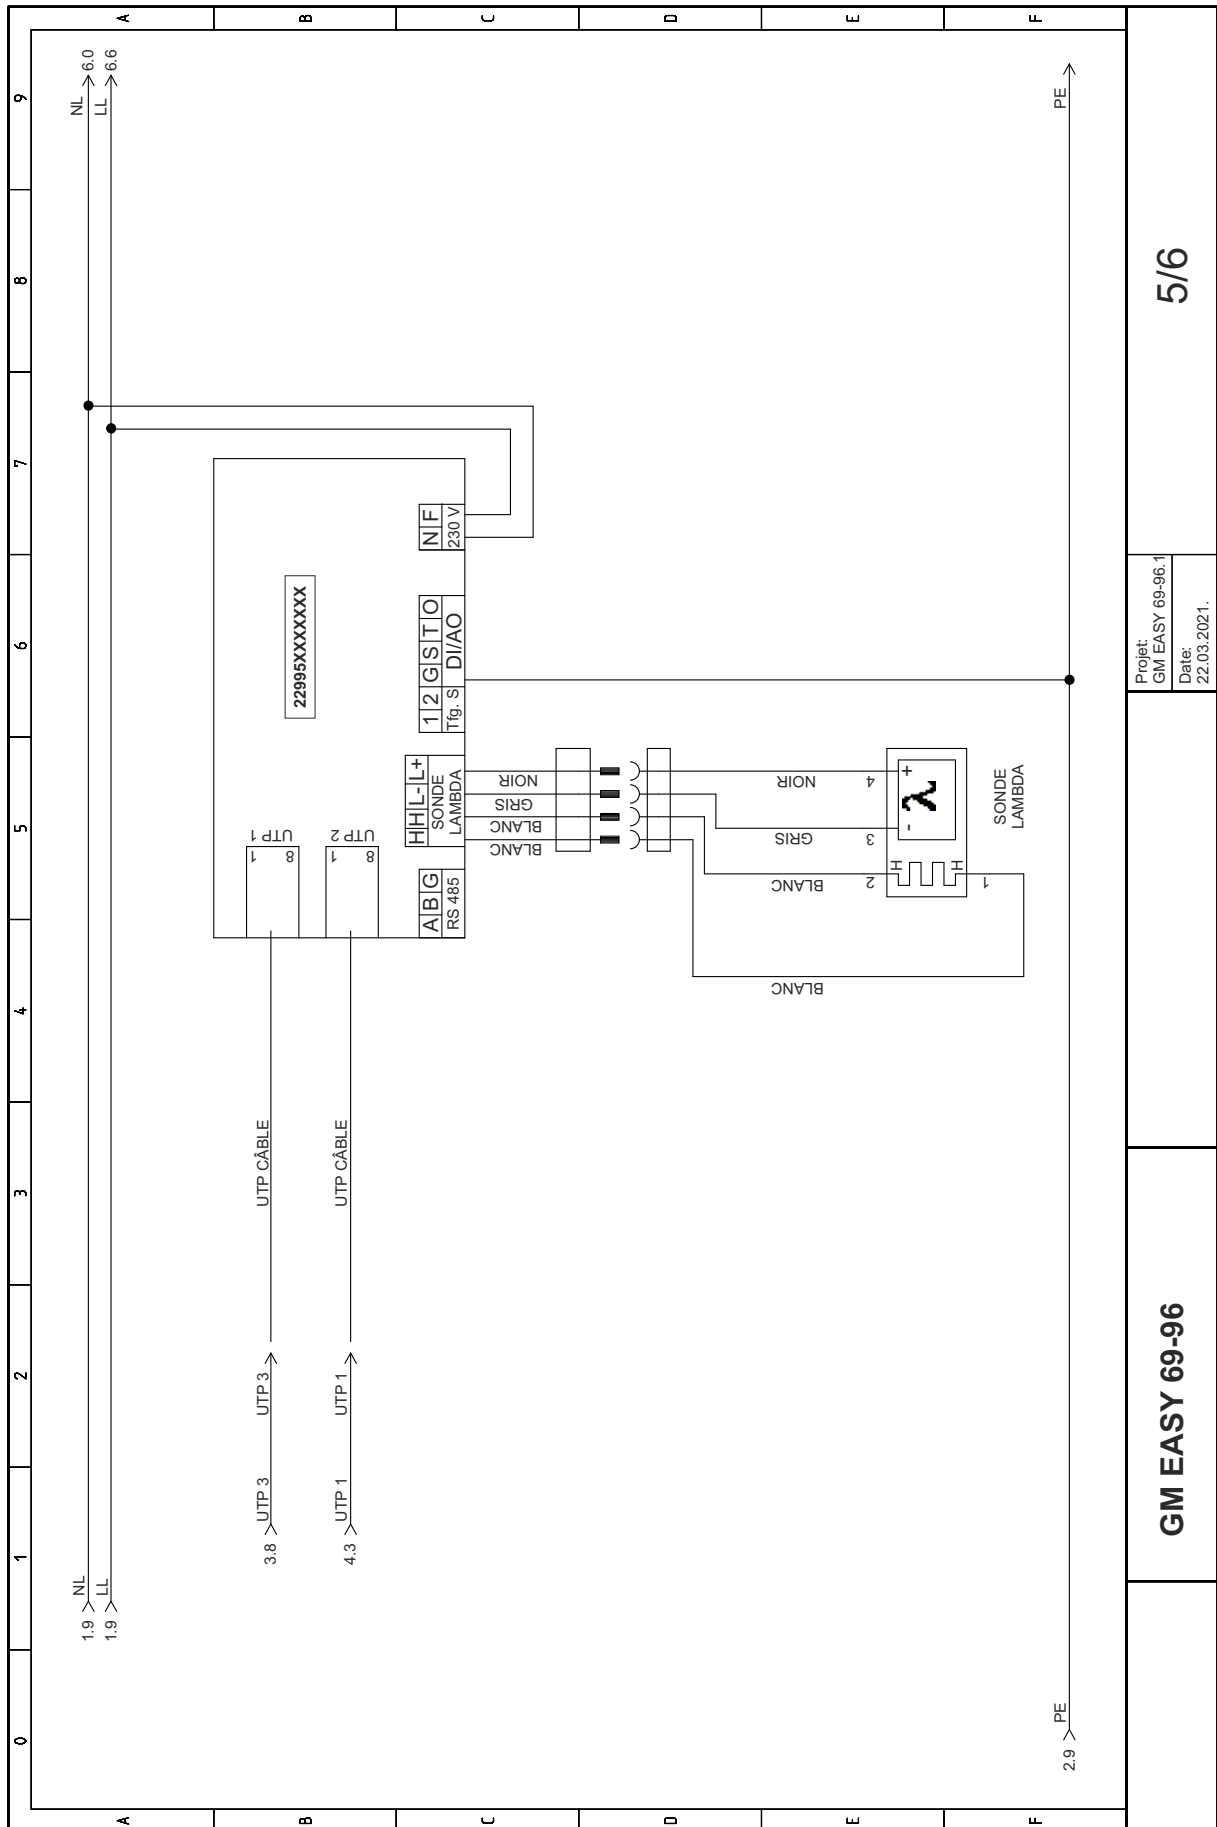 0 1 2 3 4 5 6 7 8 9
A
B
C
D
E
F
A
B
C
D
E
F
1.9 NL
NL 6.0
1.9 LL
LL 6.6
3.8 UTP 3 UTP 3 UTP CÂBLE
4.3 UTP 1 UTP 1 UTP CÂBLE
1 8
UTP 1
1 8
UTP 2
22995XXXXXXX
A B G
RS 485
H H L- L+
SONDE
LAMBDA
1 2 G S T O
Tfg. S DI/AO
N F
230 V
BLANC
BLANC
GRIS
NOIR
BLANC
BLANC
GRIS
NOIR
2
3
4
H
H
-
+
λ
1
SONDE
LAMBDA
2.9 PE
PE
GM EASY 69-96
Projet:
GM EASY 69-96.1
Date:
22.03.2021.
5/6